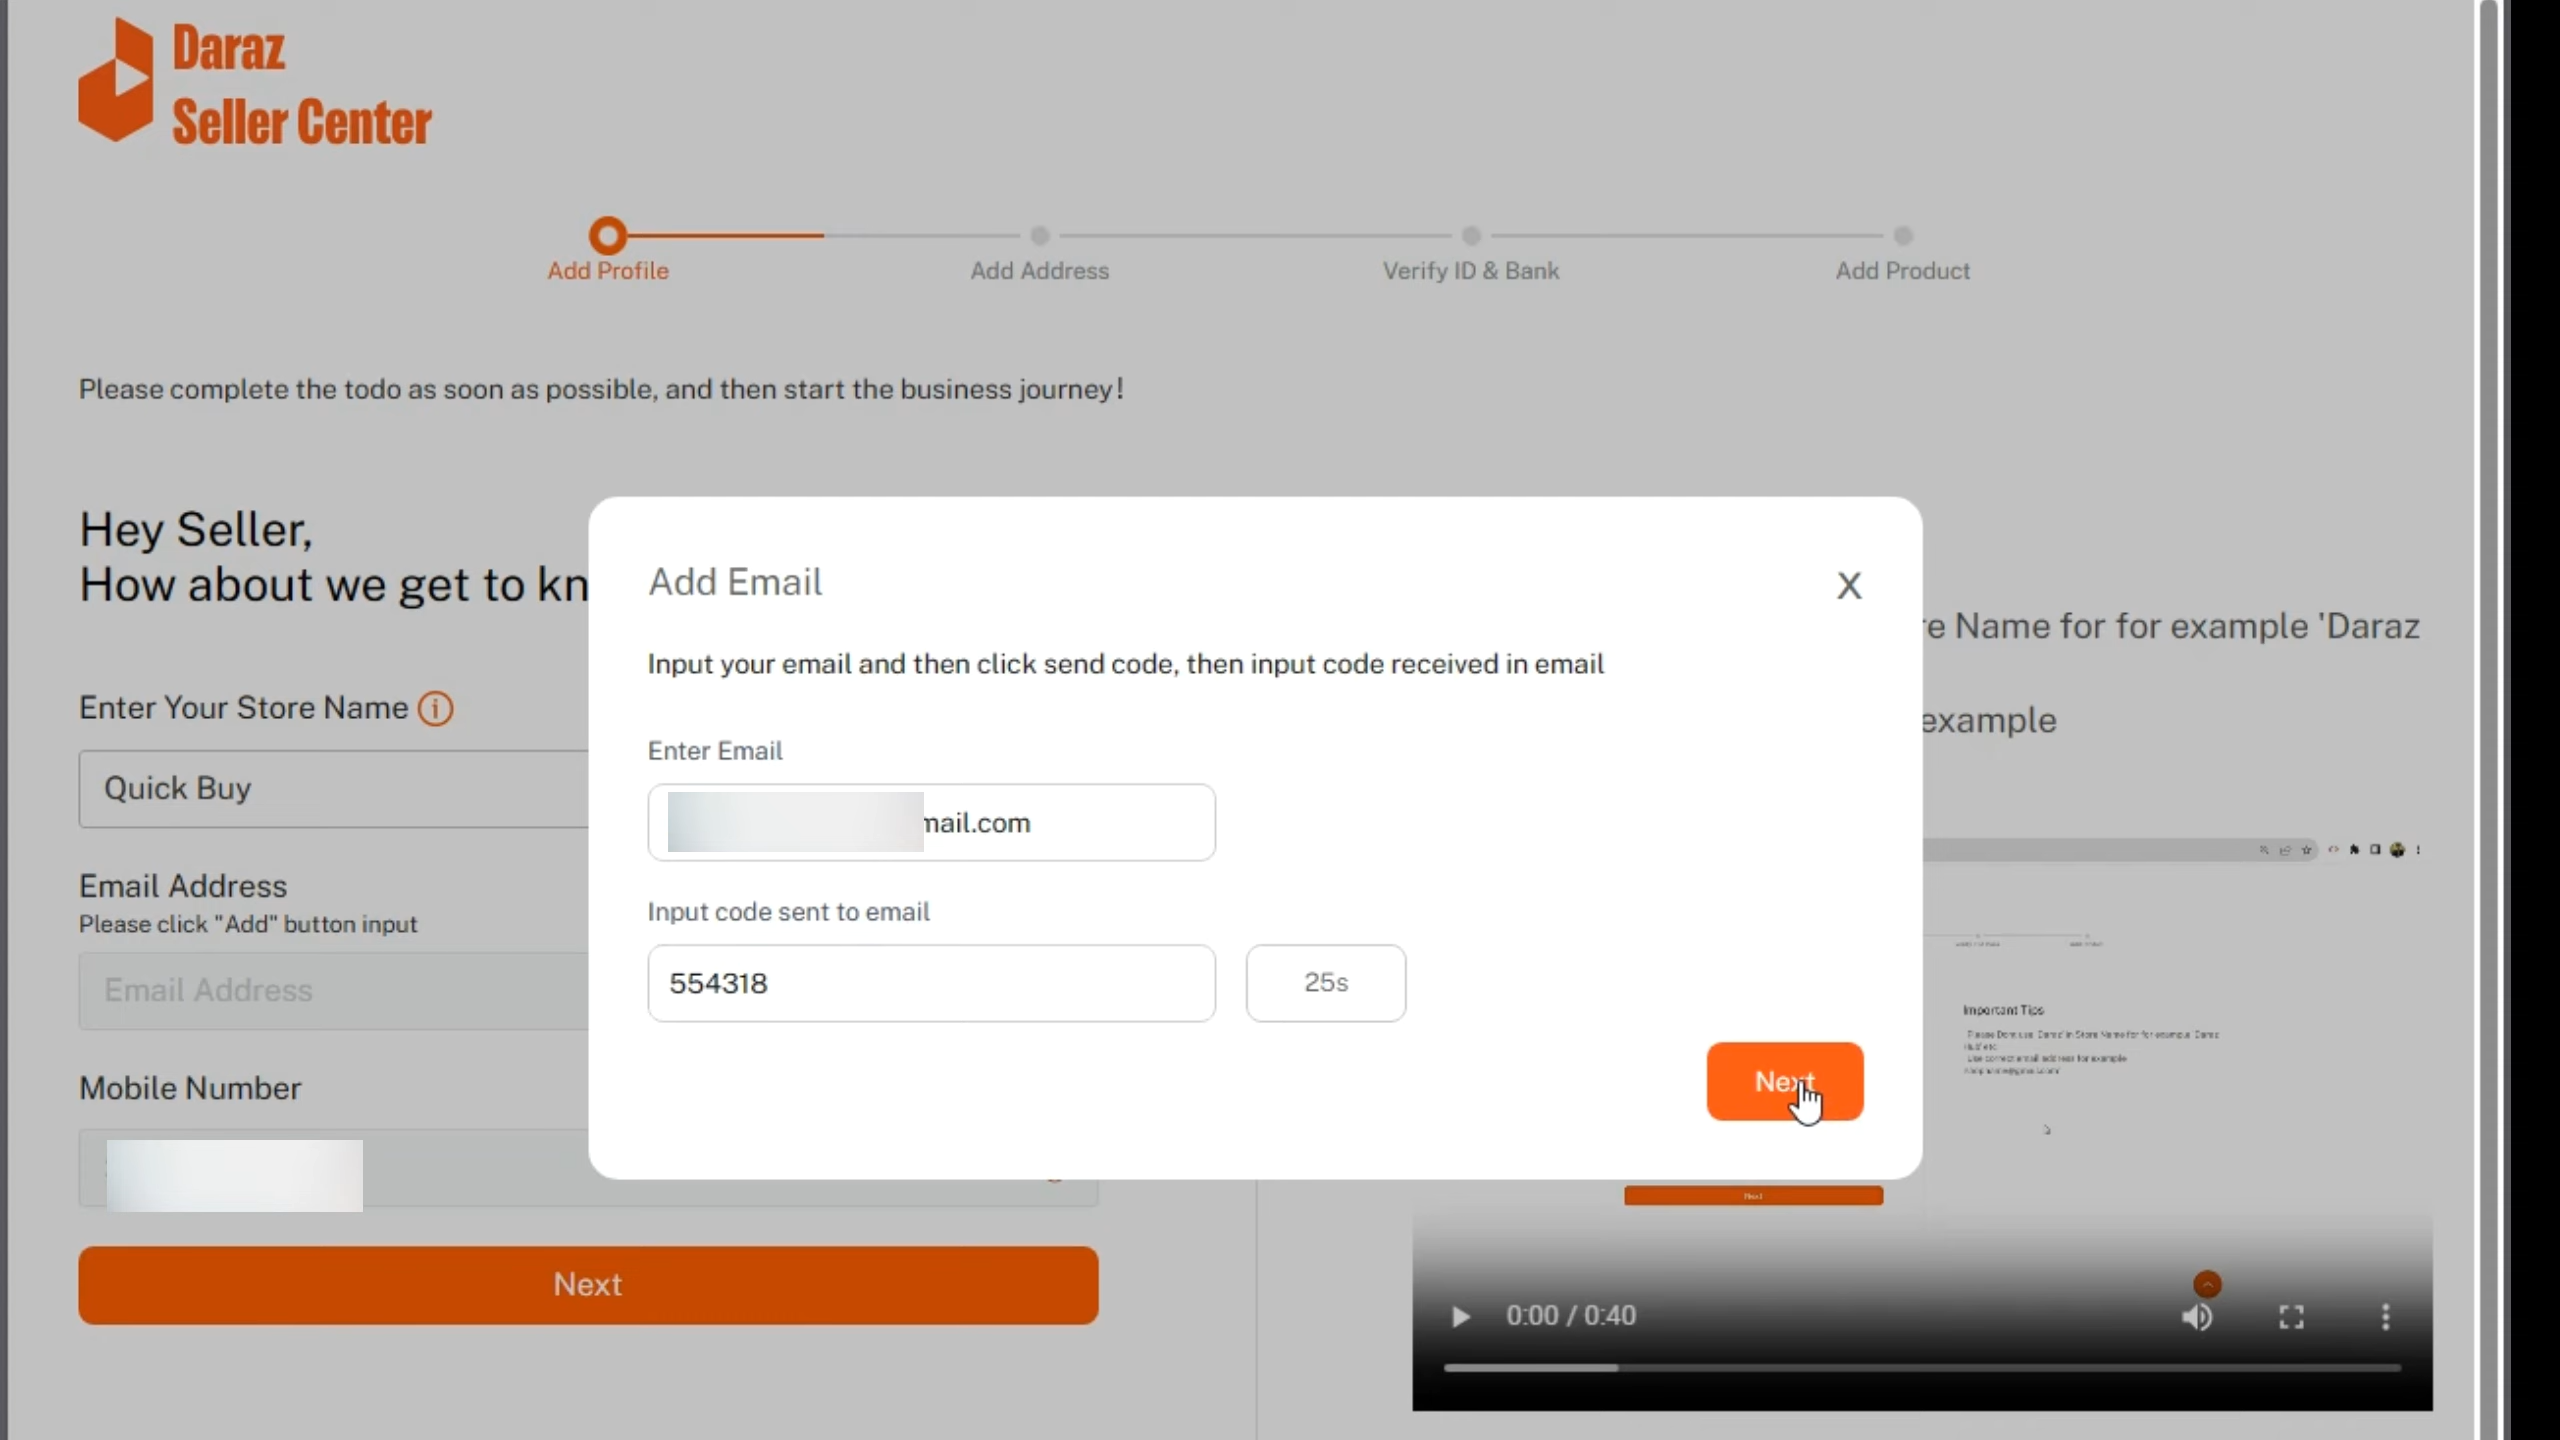 Daraz
Seller Center
Add Profile
Add Address
Verify ID & Bank
Add Product
Please complete the todo as soon as possible, and then start the business journey!
Hey Seller,
How about we get to kn
Enter Your Store Name
Quick Buy
Email Address
Please click "Add" button input
Email Address
Mobile Number
Next
Add Email
X
Input your email and then click send code, then input code received in email
Enter Email
mail.com
Input code sent to email
554318
25s
Next
e Name for for example 'Daraz
example
Important Tips
Next
0:00 / 0:40